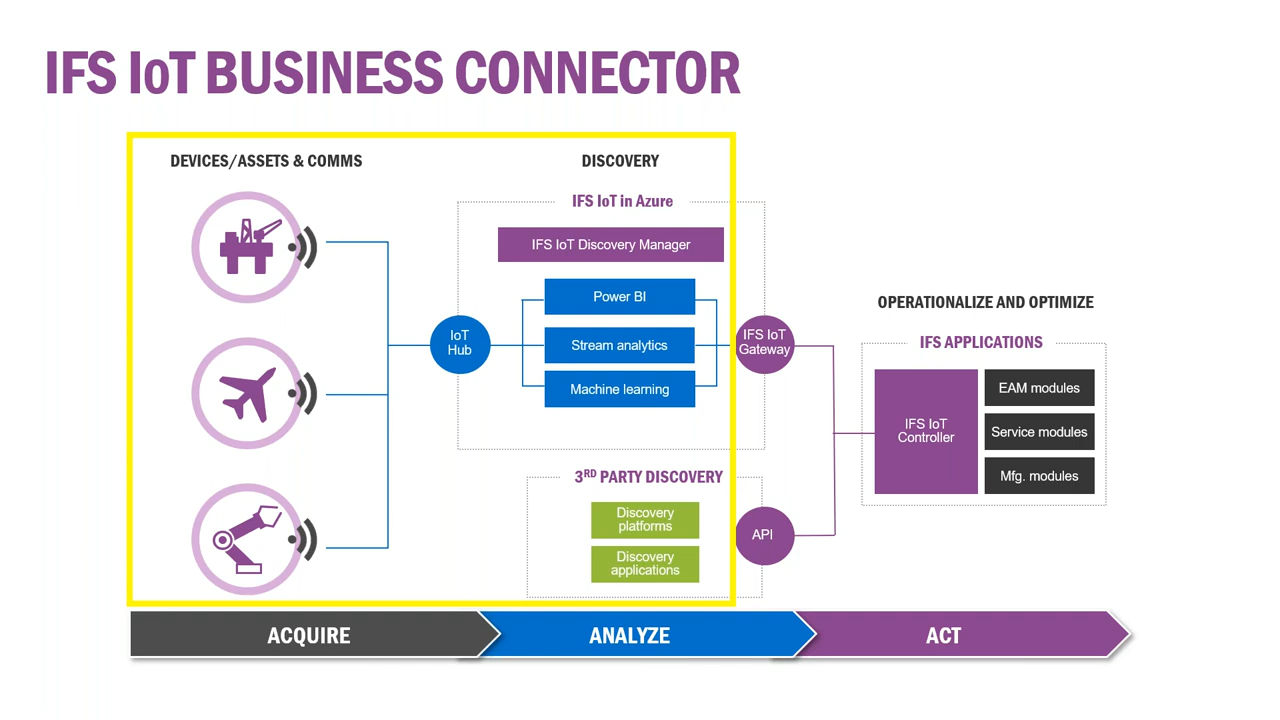 IFS IoT BUSINESS CONNECTOR
DEVICES/ASSETS & COMMS
DISCOVERY
IFS IoT in Azure
IFS IoT Discovery Manager
Power BI
Stream analytics
Machine learning
IoT
Hub
IFS IoT
Gateway
3RD PARTY DISCOVERY
Discovery
platforms
Discovery
applications
API
OPERATIONALIZE AND OPTIMIZE
IFS APPLICATIONS
IFS IoT
Controller
EAM modules
Service modules
Mfg. modules
ACQUIRE
ANALYZE
ACT